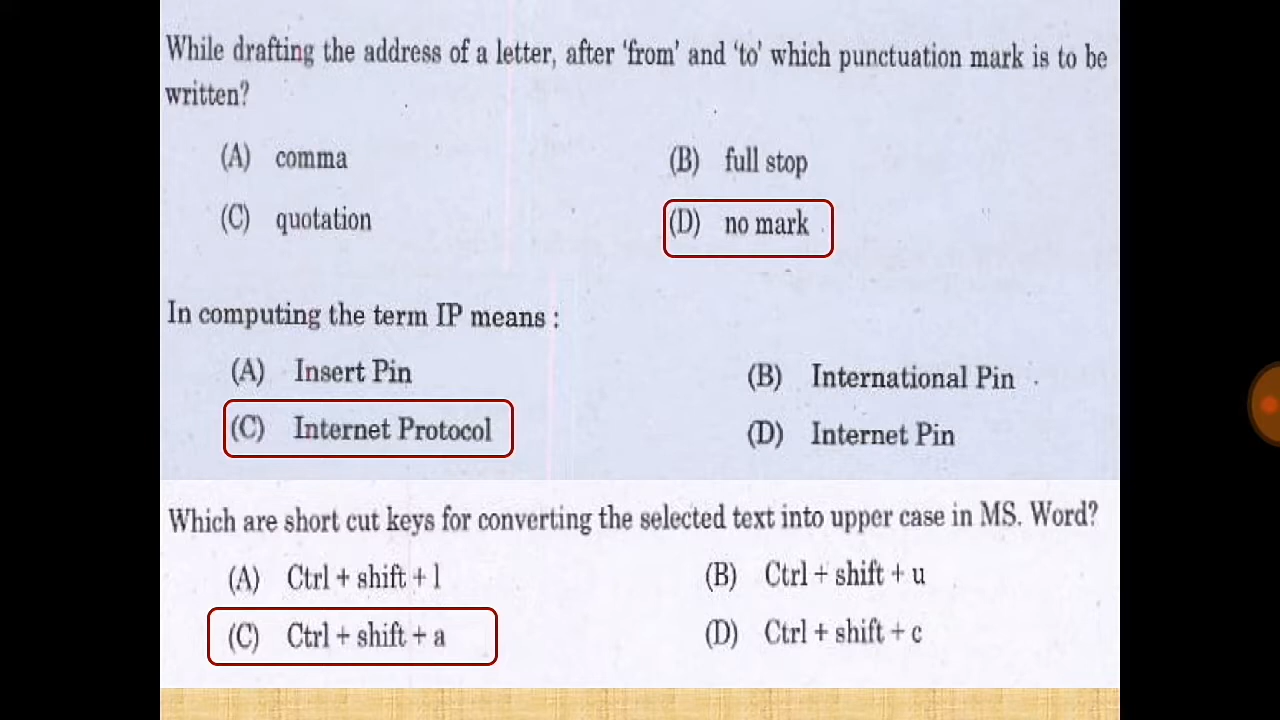 While drafting the address of a letter, after 'from' and 'to' which punctuation mark is to be
written?
(A) comma (B) full stop
(C) quotation (D) no mark
In computing the term IP means :
(A) Insert Pin (B) International Pin
(C) Internet Protocol (D) Internet Pin
Which are short cut keys for converting the selected text into upper case in MS. Word?
(A) Ctrl + shift + l (B) Ctrl + shift + u
(C) Ctrl + shift + a (D) Ctrl + shift + c